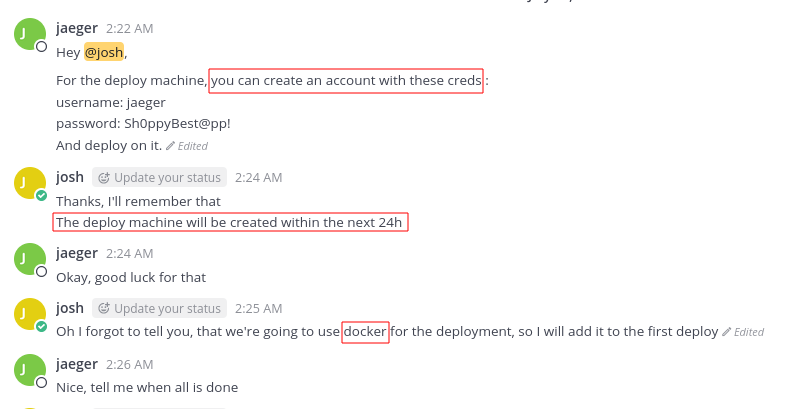 jaeger 2:22 AM
Hey @josh,
For the deploy machine, you can create an account with these creds :
username: jaeger
password: Sh0ppyBest@pp!
And deploy on it. Edited
josh Update your status 2:24 AM
Thanks, I'll remember that
The deploy machine will be created within the next 24h
jaeger 2:24 AM
Okay, good luck for that
josh Update your status 2:25 AM
Oh I forgot to tell you, that we're going to use docker for the deployment, so I will add it to the first deploy Edited
jaeger 2:26 AM
Nice, tell me when all is done